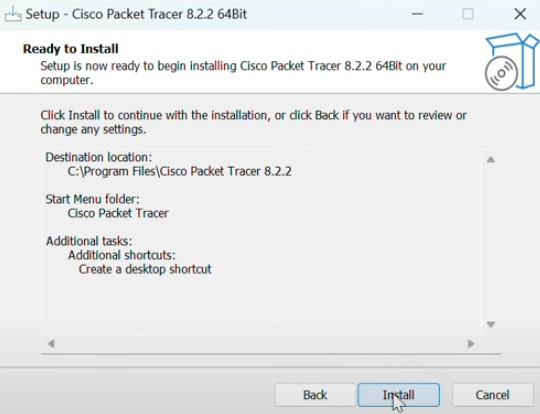 Setup - Cisco Packet Tracer 8.2.2 64Bit
Ready to Install
Setup is now ready to begin installing Cisco Packet Tracer 8.2.2 64Bit on your
computer.
Click Install to continue with the installation, or click Back if you want to review or
change any settings.
Destination location:
C:\Program Files\Cisco Packet Tracer 8.2.2
Start Menu folder:
Cisco Packet Tracer
Additional tasks:
Additional shortcuts:
Create a desktop shortcut
Back Install Cancel